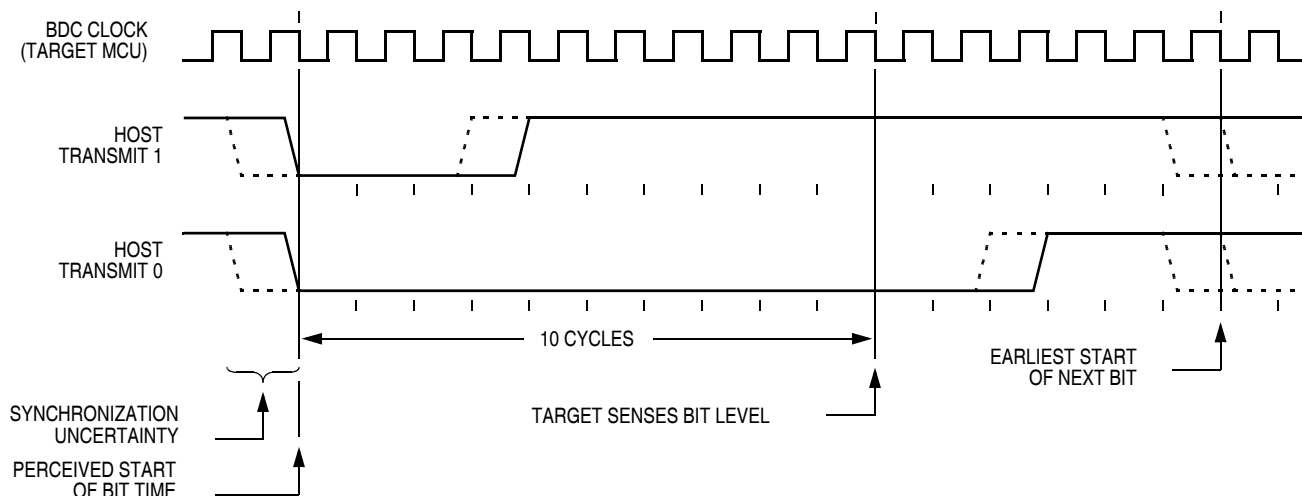 BDC CLOCK
(TARGET MCU)
HOST
TRANSMIT 1
HOST
TRANSMIT 0
10 CYCLES
EARLIEST START
OF NEXT BIT
SYNCHRONIZATION
UNCERTAINTY
TARGET SENSES BIT LEVEL
PERCEIVED START
OF BIT TIME